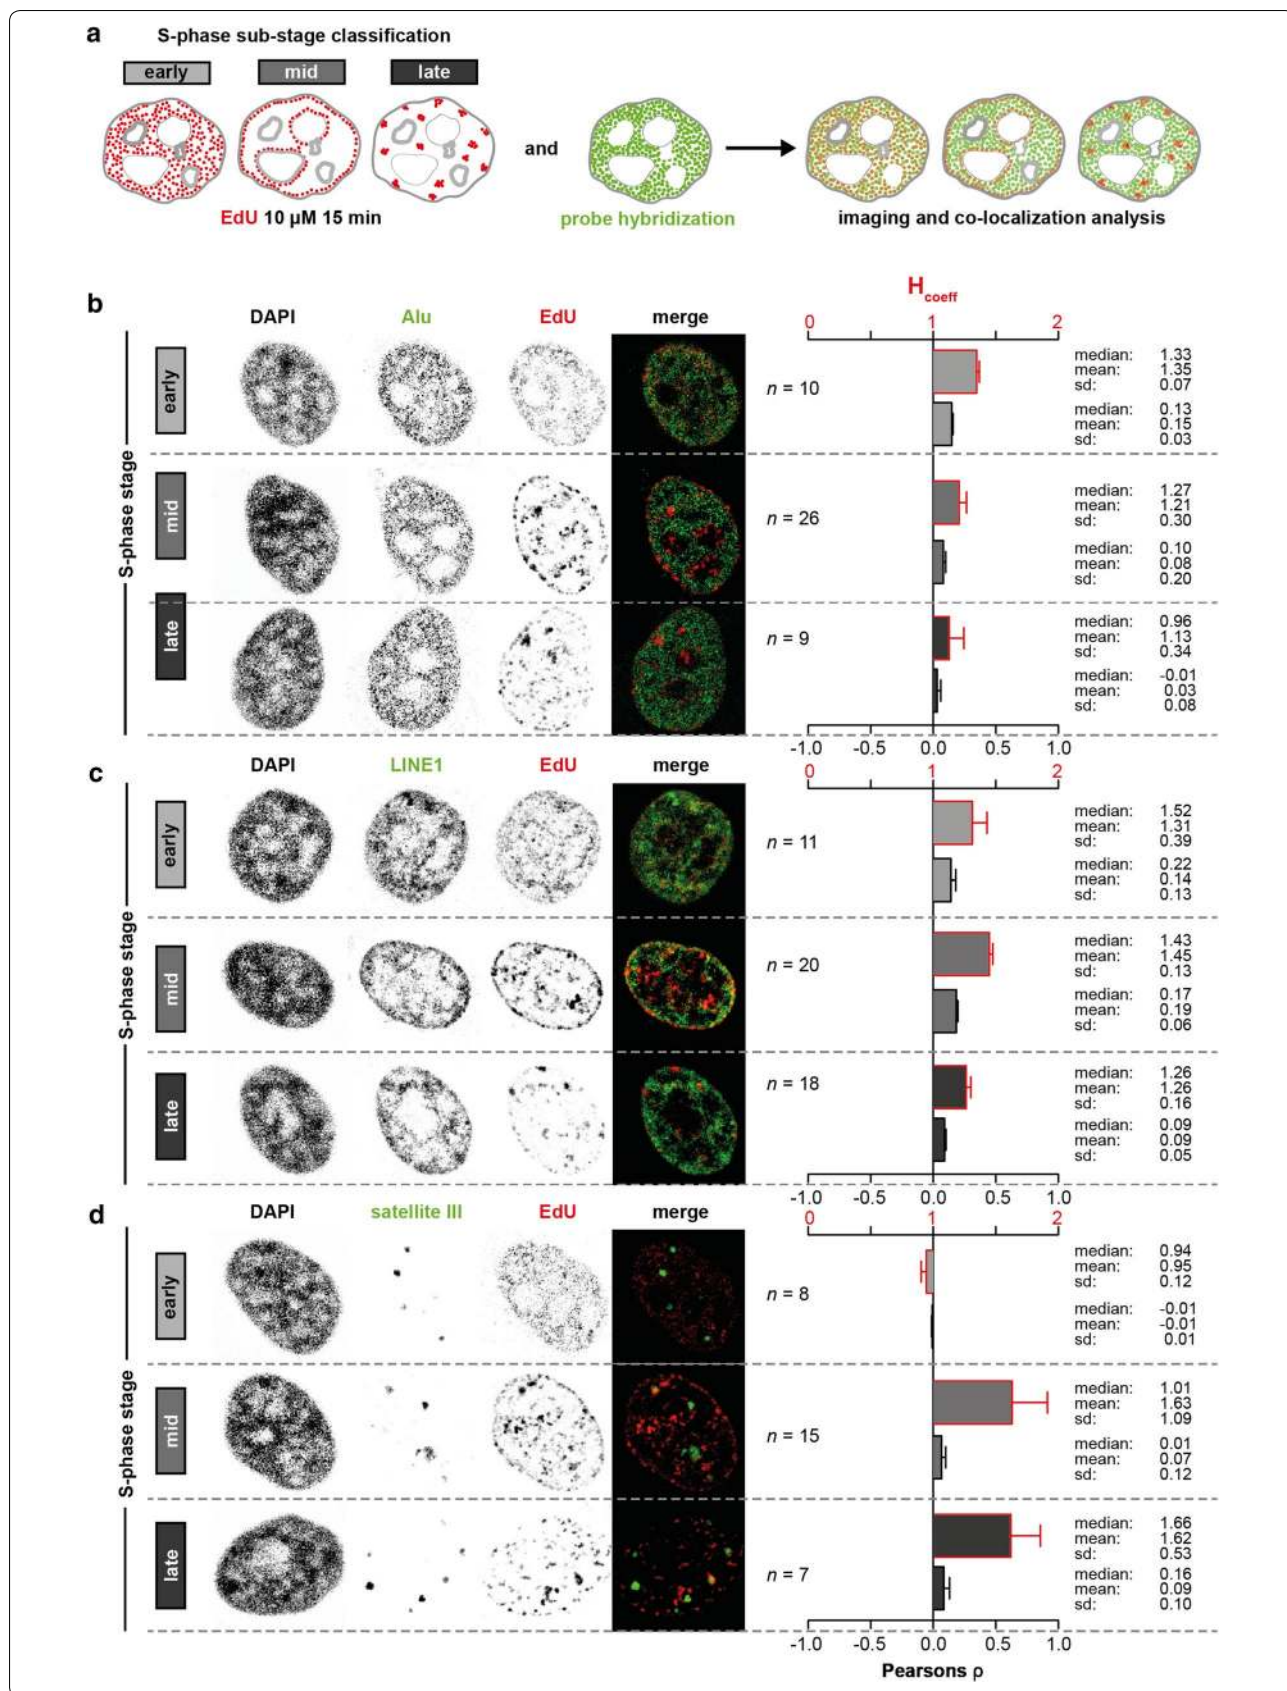 a S-phase sub-stage classification
early mid late
and
EdU 10 µM 15 min probe hybridization imaging and co-localization analysis
H coeff
b DAPI Alu EdU merge 0 1 2
S-phase stage
early
n = 10
median: 1.33
mean: 1.35
sd: 0.07
median: 0.13
mean: 0.15
sd: 0.03
mid
n = 26
median: 1.27
mean: 1.21
sd: 0.30
median: 0.10
mean: 0.08
sd: 0.20
late
n = 9
median: 0.96
mean: 1.13
sd: 0.34
median: -0.01
mean: 0.03
sd: 0.08
-1.0 -0.5 0.0 0.5 1.0
c DAPI LINE1 EdU merge 0 1 2
S-phase stage
early
n = 11
median: 1.52
mean: 1.31
sd: 0.39
median: 0.22
mean: 0.14
sd: 0.13
mid
n = 20
median: 1.43
mean: 1.45
sd: 0.13
median: 0.17
mean: 0.19
sd: 0.06
late
n = 18
median: 1.26
mean: 1.26
sd: 0.16
median: 0.09
mean: 0.09
sd: 0.05
-1.0 -0.5 0.0 0.5 1.0
d DAPI satellite III EdU merge 0 1 2
S-phase stage
early
n = 8
median: 0.94
mean: 0.95
sd: 0.12
median: -0.01
mean: -0.01
sd: 0.01
mid
n = 15
median: 1.01
mean: 1.63
sd: 1.09
median: 0.01
mean: 0.07
sd: 0.12
late
n = 7
median: 1.66
mean: 1.62
sd: 0.53
median: 0.16
mean: 0.09
sd: 0.10
-1.0 -0.5 0.0 0.5 1.0
Pearsons ρ